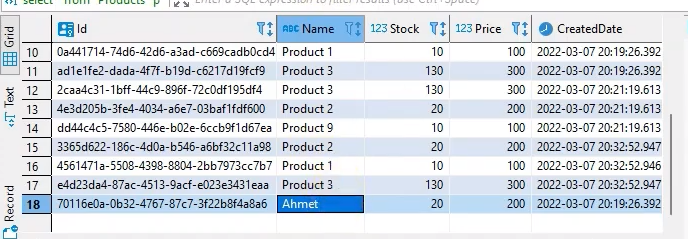 select * from "Products" p
Enter a SQL expression to filter results (use Ctrl+Space)
Grid
Text
Record
Id ABC Name 123 Stock 123 Price CreatedDate
10 0a441714-74d6-42d6-a3ad-c669cadb0cd4 Product 1 10 100 2022-03-07 20:19:26.392
11 ad1e1fe2-dada-4f7f-b19d-c6217d19fcf9 Product 3 130 300 2022-03-07 20:19:26.392
12 2caa4c31-1bff-44c9-896f-72c0df195df4 Product 3 130 300 2022-03-07 20:21:19.613
13 4e3d205b-3fe4-4034-a6e7-03baf1fdf600 Product 2 20 200 2022-03-07 20:21:19.613
14 dd44c4c5-7580-446e-b02e-6ccb9f1d67ea Product 9 10 100 2022-03-07 20:21:19.613
15 3365d622-186c-4d0a-b546-a6bf32c11a98 Product 2 20 200 2022-03-07 20:32:52.947
16 4561471a-5508-4398-8804-2bb7973cc7b7 Product 1 10 100 2022-03-07 20:32:52.946
17 e4d23da4-87ac-4513-9acf-e023e3431eaa Product 3 130 300 2022-03-07 20:32:52.947
18 70116e0a-0b32-4767-87c7-3f22b8f4a8a6 Ahmet 20 200 2022-03-07 20:19:26.392